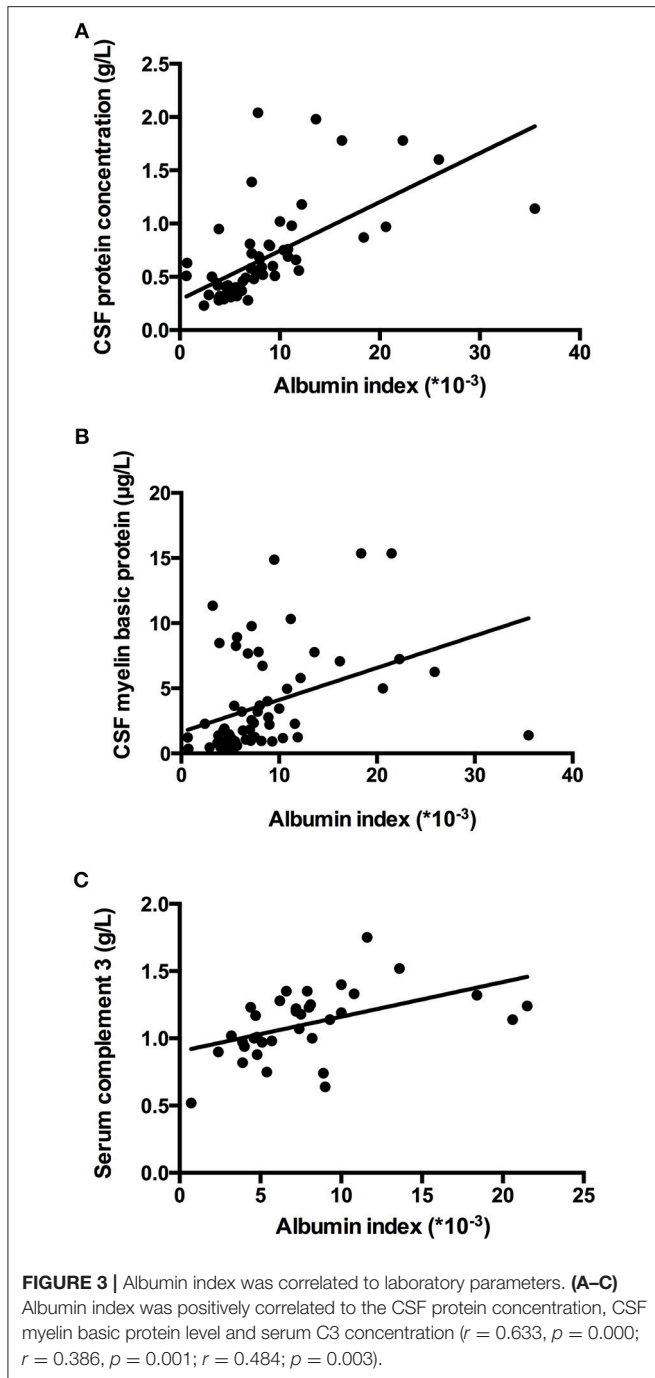 A
CSF protein concentration (g/L)
2.5
2.0
1.5
1.0
0.5
0.0
0 10 20 30 40
Albumin index (*10-3)
B
CSF myelin basic protein (µg/L)
20
15
10
5
0
0 10 20 30 40
Albumin index (*10-3)
C
Serum complement 3 (g/L)
2.0
1.5
1.0
0.5
0.0
0 5 10 15 20 25
Albumin index (*10-3)
FIGURE 3 | Albumin index was correlated to laboratory parameters. (A–C)
Albumin index was positively correlated to the CSF protein concentration, CSF
myelin basic protein level and serum C3 concentration (r = 0.633, p = 0.000;
r = 0.386, p = 0.001; r = 0.484; p = 0.003).